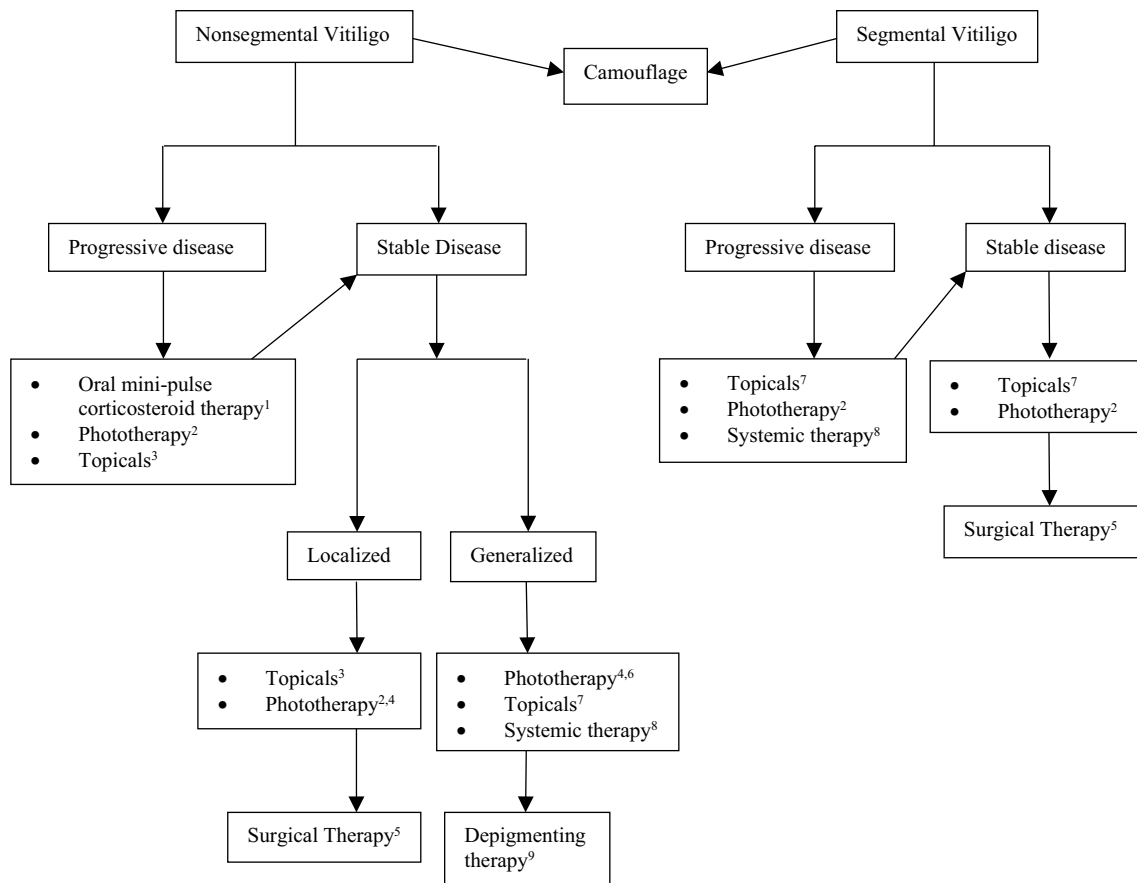 Nonsegmental Vitiligo
Segmental Vitiligo
Camouflage
Progressive disease
Stable Disease
Progressive disease
Stable disease
• Oral mini-pulse
corticosteroid therapy¹
• Phototherapy²
• Topicals³
• Topicals⁷
• Phototherapy²
• Systemic therapy⁸
• Topicals⁷
• Phototherapy²
Surgical Therapy⁵
Localized
Generalized
• Topicals³
• Phototherapy²,⁴
• Phototherapy⁴,⁶
• Topicals⁷
• Systemic therapy⁸
Surgical Therapy⁵
Depigmenting
therapy⁹